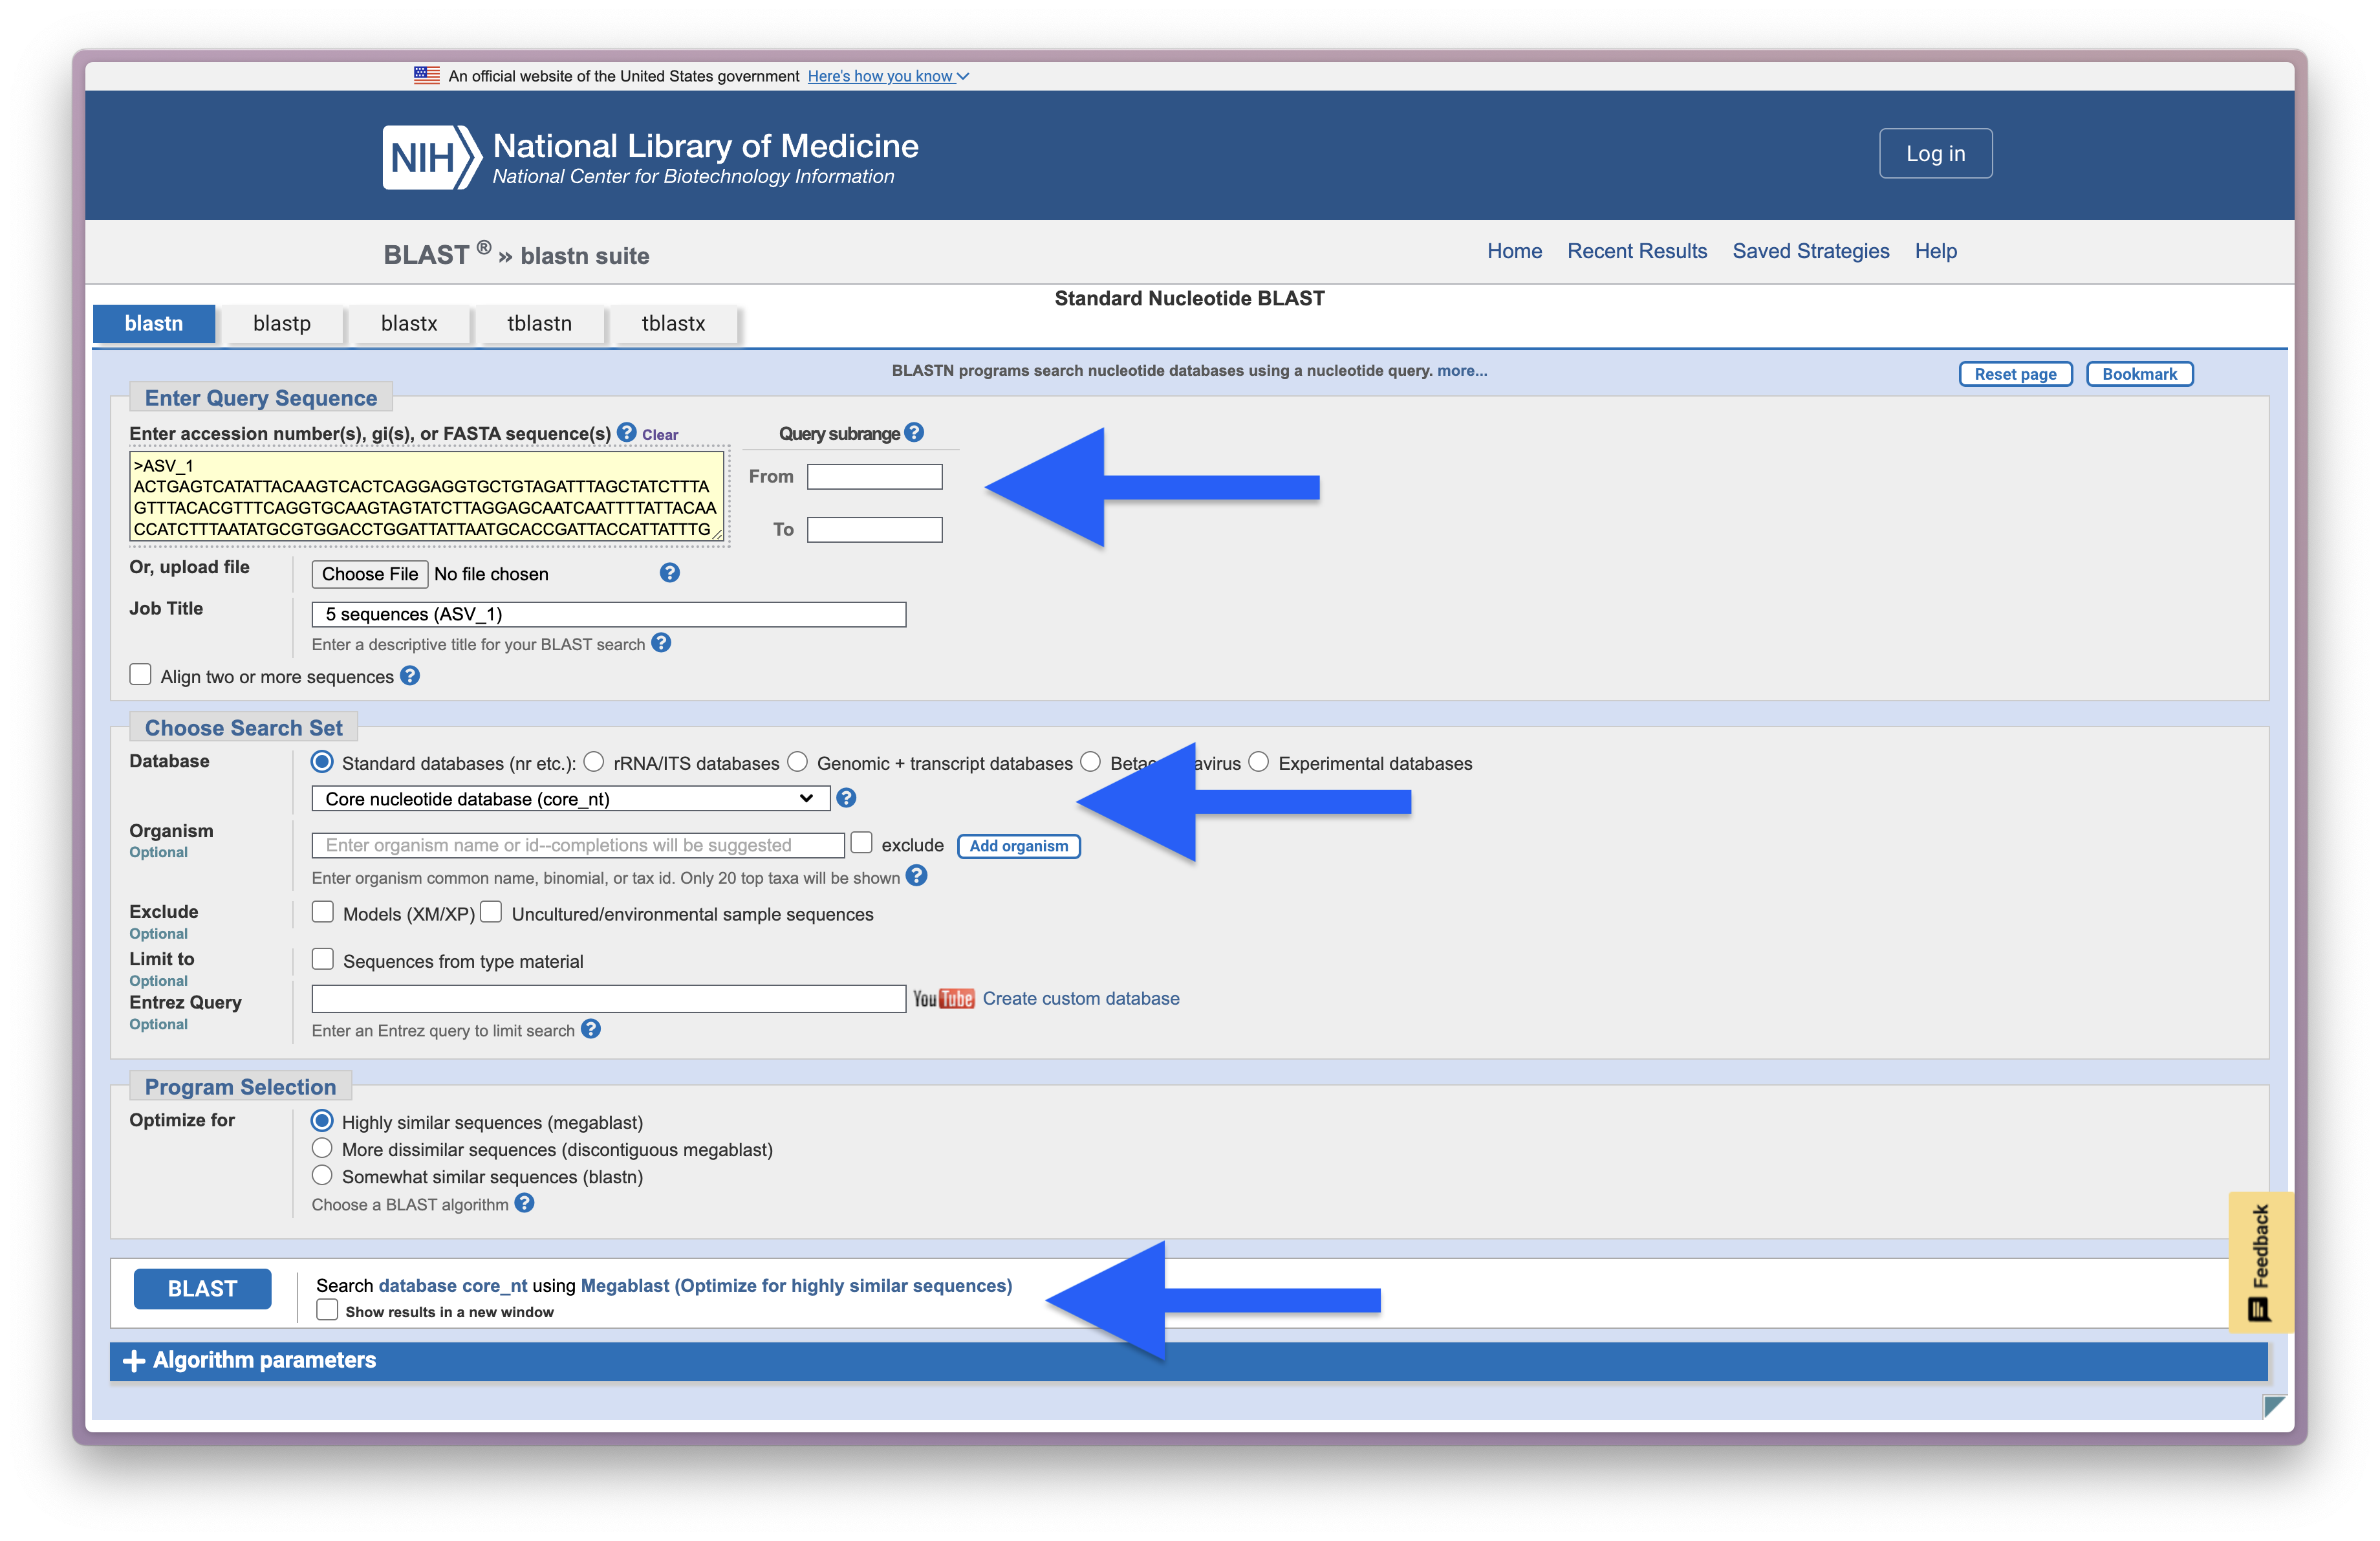 An official website of the United States government Here's how you know
NIH National Library of Medicine
National Center for Biotechnology Information
Log in
BLAST ® » blastn suite
Home Recent Results Saved Strategies Help
Standard Nucleotide BLAST
blastn blastp blastx tblastn tblastx
BLASTN programs search nucleotide databases using a nucleotide query. more...
Reset page Bookmark
Enter Query Sequence
Enter accession number(s), gi(s), or FASTA sequence(s) ? Clear
Query subrange ?
>ASV_1
ACTGAGTCATATTACAAGTCACTCAGGAGGTGCTGTAGATTTAGCTATCTTTA
GTTTACACGTTTCAGGTGCAAGTAGTATCTTAGGAGCAATCAATTTTATTACAA
CCATCTTTAATATGCGTGGACCTGGATTATTAATGCACCGATTACCATTATTTG
From
To
Or, upload file Choose File No file chosen ?
Job Title 5 sequences (ASV_1)
Enter a descriptive title for your BLAST search ?
Align two or more sequences ?
Choose Search Set
Database Standard databases (nr etc.): rRNA/ITS databases Genomic + transcript databases Experimental databases
Core nucleotide database (core_nt) ?
Organism
Optional
Enter organism name or id--completions will be suggested exclude Add organism
Enter organism common name, binomial, or tax id. Only 20 top taxa will be shown ?
Exclude
Optional
Models (XM/XP) Uncultured/environmental sample sequences
Limit to
Optional
Sequences from type material
Entrez Query
Optional
YouTube Create custom database
Enter an Entrez query to limit search ?
Program Selection
Optimize for
Highly similar sequences (megablast)
More dissimilar sequences (discontiguous megablast)
Somewhat similar sequences (blastn)
Choose a BLAST algorithm ?
BLAST
Search database core_nt using Megablast (Optimize for highly similar sequences)
Show results in a new window
Feedback
+ Algorithm parameters